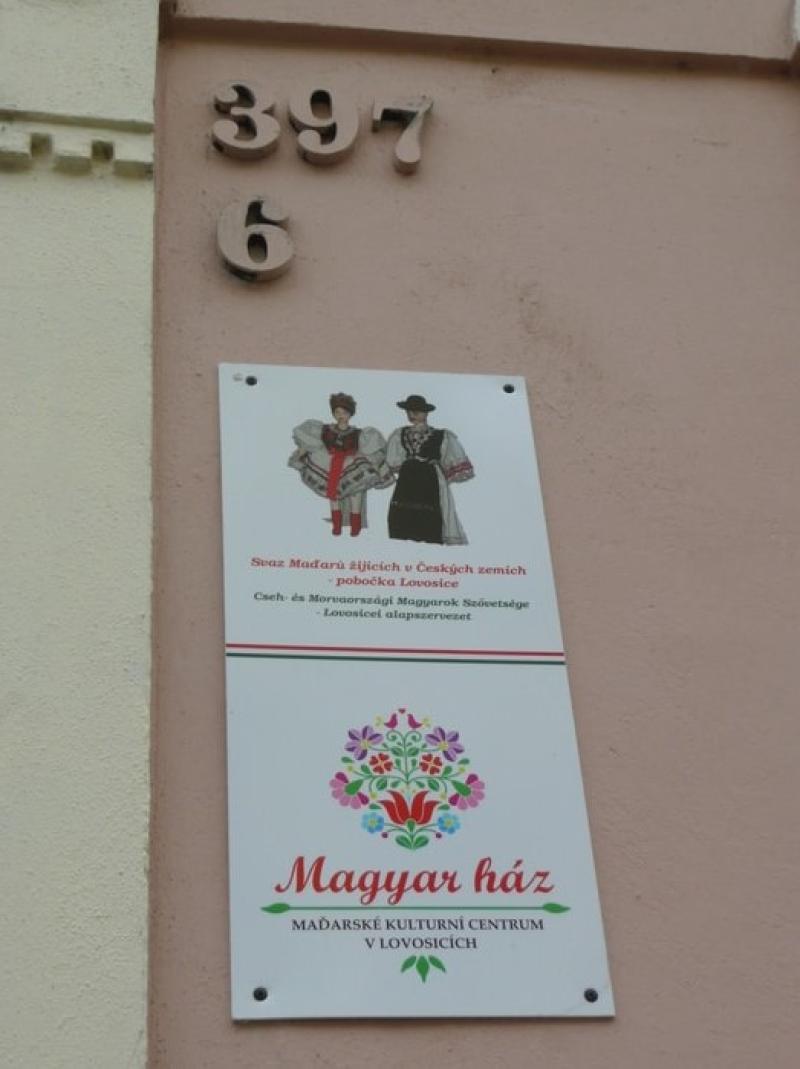 397
6
Svaz Maďarů žijících v Českých zemích
- pobočka Lovosice
Cseh- és Morvaországi Magyarok Szövetsége
- Lovosicei alapszervezet
Magyar ház
MAĎARSKÉ KULTURNÍ CENTRUM
V LOVOSICÍCH